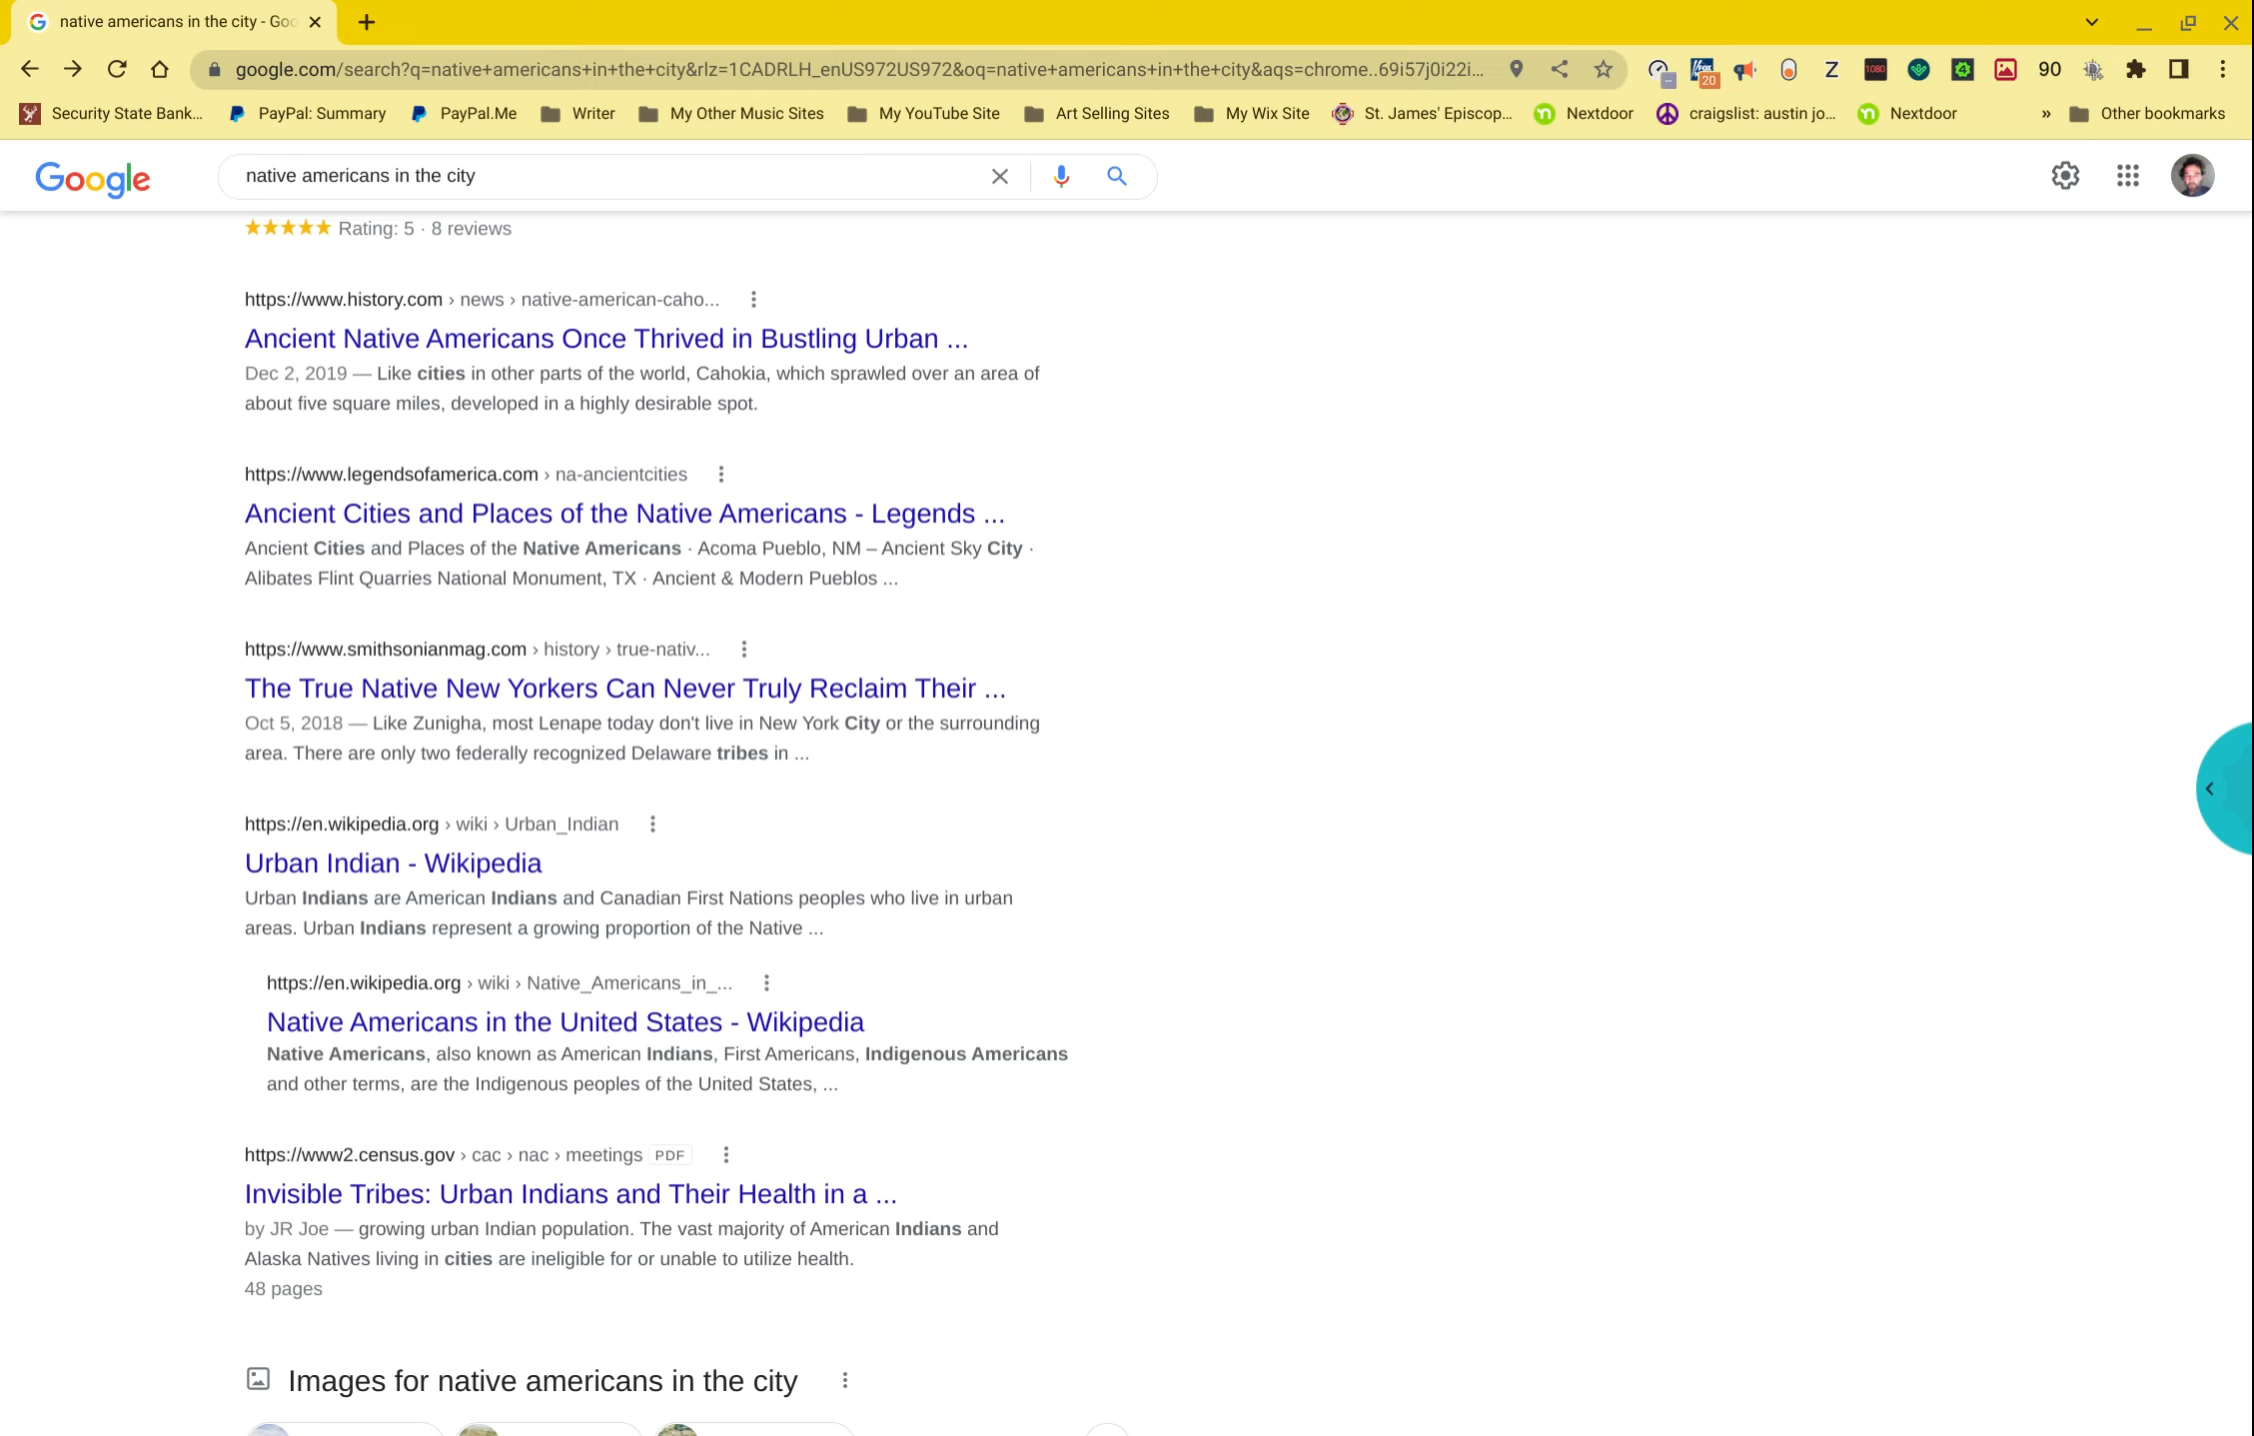 native americans in the city - Goo
google.com/search?q=native+americans+in+the+city&rlz=1CADRLH_enUS972US972&oq=native+americans+in+the+city&aqs=chrome..69i57j0i22i...
20
Z
1080
90
Security State Bank...
PayPal: Summary
PayPal.Me
Writer
My Other Music Sites
My YouTube Site
Art Selling Sites
My Wix Site
St. James' Episcop...
Nextdoor
craigslist: austin jo...
Nextdoor
»
Other bookmarks
Google
native americans in the city
Rating: 5 · 8 reviews
https://www.history.com › news › native-american-caho...
Ancient Native Americans Once Thrived in Bustling Urban ...
Dec 2, 2019 — Like cities in other parts of the world, Cahokia, which sprawled over an area of
about five square miles, developed in a highly desirable spot.
https://www.legendsofamerica.com › na-ancientcities
Ancient Cities and Places of the Native Americans - Legends ...
Ancient Cities and Places of the Native Americans · Acoma Pueblo, NM – Ancient Sky City ·
Alibates Flint Quarries National Monument, TX · Ancient & Modern Pueblos ...
https://www.smithsonianmag.com › history › true-nativ...
The True Native New Yorkers Can Never Truly Reclaim Their ...
Oct 5, 2018 — Like Zunigha, most Lenape today don't live in New York City or the surrounding
area. There are only two federally recognized Delaware tribes in ...
https://en.wikipedia.org › wiki › Urban_Indian
Urban Indian - Wikipedia
Urban Indians are American Indians and Canadian First Nations peoples who live in urban
areas. Urban Indians represent a growing proportion of the Native ...
https://en.wikipedia.org › wiki › Native_Americans_in_...
Native Americans in the United States - Wikipedia
Native Americans, also known as American Indians, First Americans, Indigenous Americans
and other terms, are the Indigenous peoples of the United States, ...
https://www2.census.gov › cac › nac › meetings PDF
Invisible Tribes: Urban Indians and Their Health in a ...
by JR Joe — growing urban Indian population. The vast majority of American Indians and
Alaska Natives living in cities are ineligible for or unable to utilize health.
48 pages
Images for native americans in the city